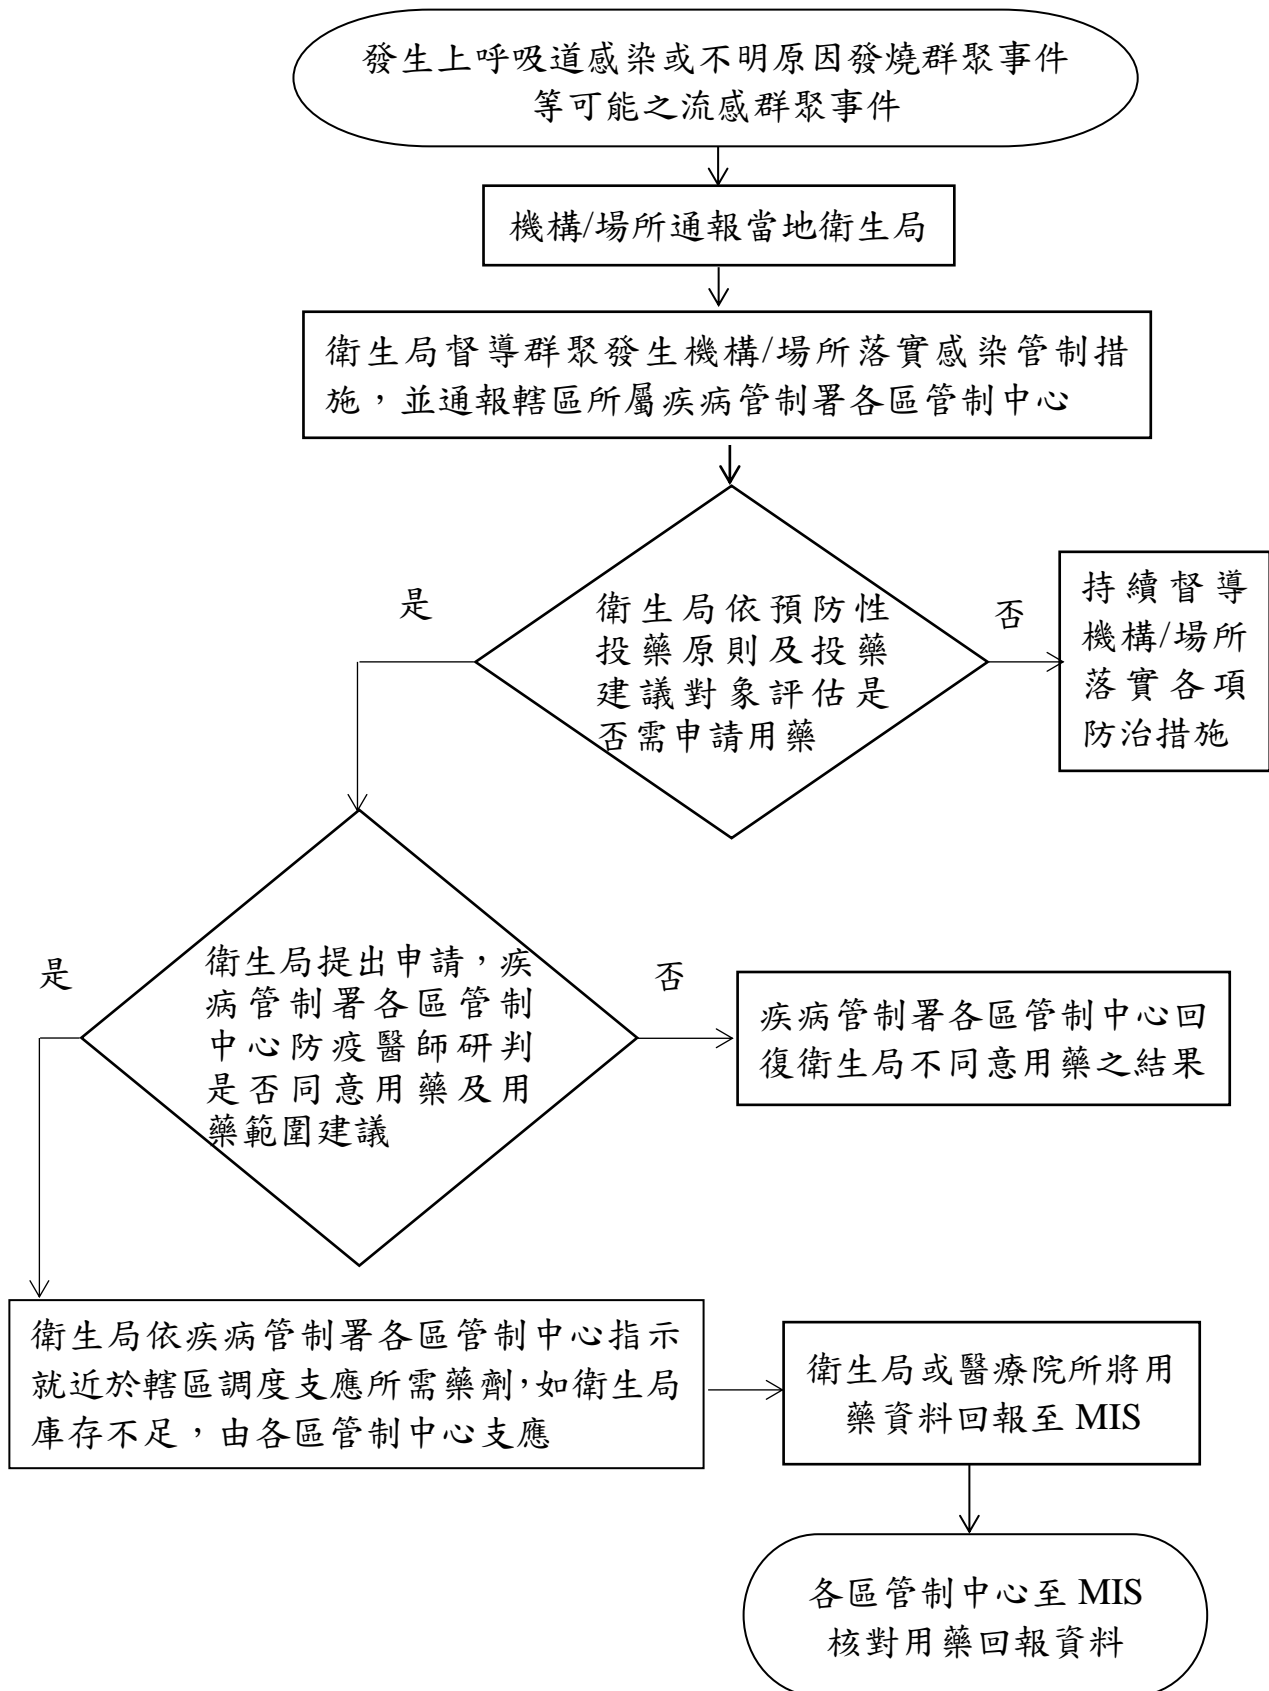 發生上呼吸道感染或不明原因發燒群聚事件
等可能之流感群聚事件
機構/場所通報當地衛生局
衛生局督導群聚發生機構/場所落實感染管制措
施，並通報轄區所屬疾病管制署各區管制中心
是
衛生局依預防性
投藥原則及投藥
建議對象評估是
否需申請用藥
否
持續督導
機構/場所
落實各項
防治措施
是
衛生局提出申請，疾
病管制署各區管制
中心防疫醫師研判
是否同意用藥及用
藥範圍建議
否
疾病管制署各區管制中心回
復衛生局不同意用藥之結果
衛生局依疾病管制署各區管制中心指示
就近於轄區調度支應所需藥劑，如衛生局
庫存不足，由各區管制中心支應
衛生局或醫療院所將用
藥資料回報至 MIS
各區管制中心至 MIS
核對用藥回報資料